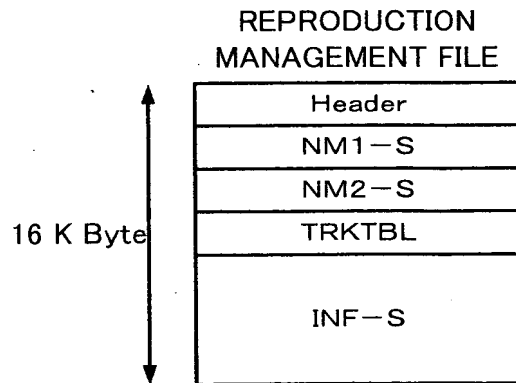 REPRODUCTION
MANAGEMENT FILE
Header
NM1-S
NM2-S
16 K Byte
TRKTBL
INF-S